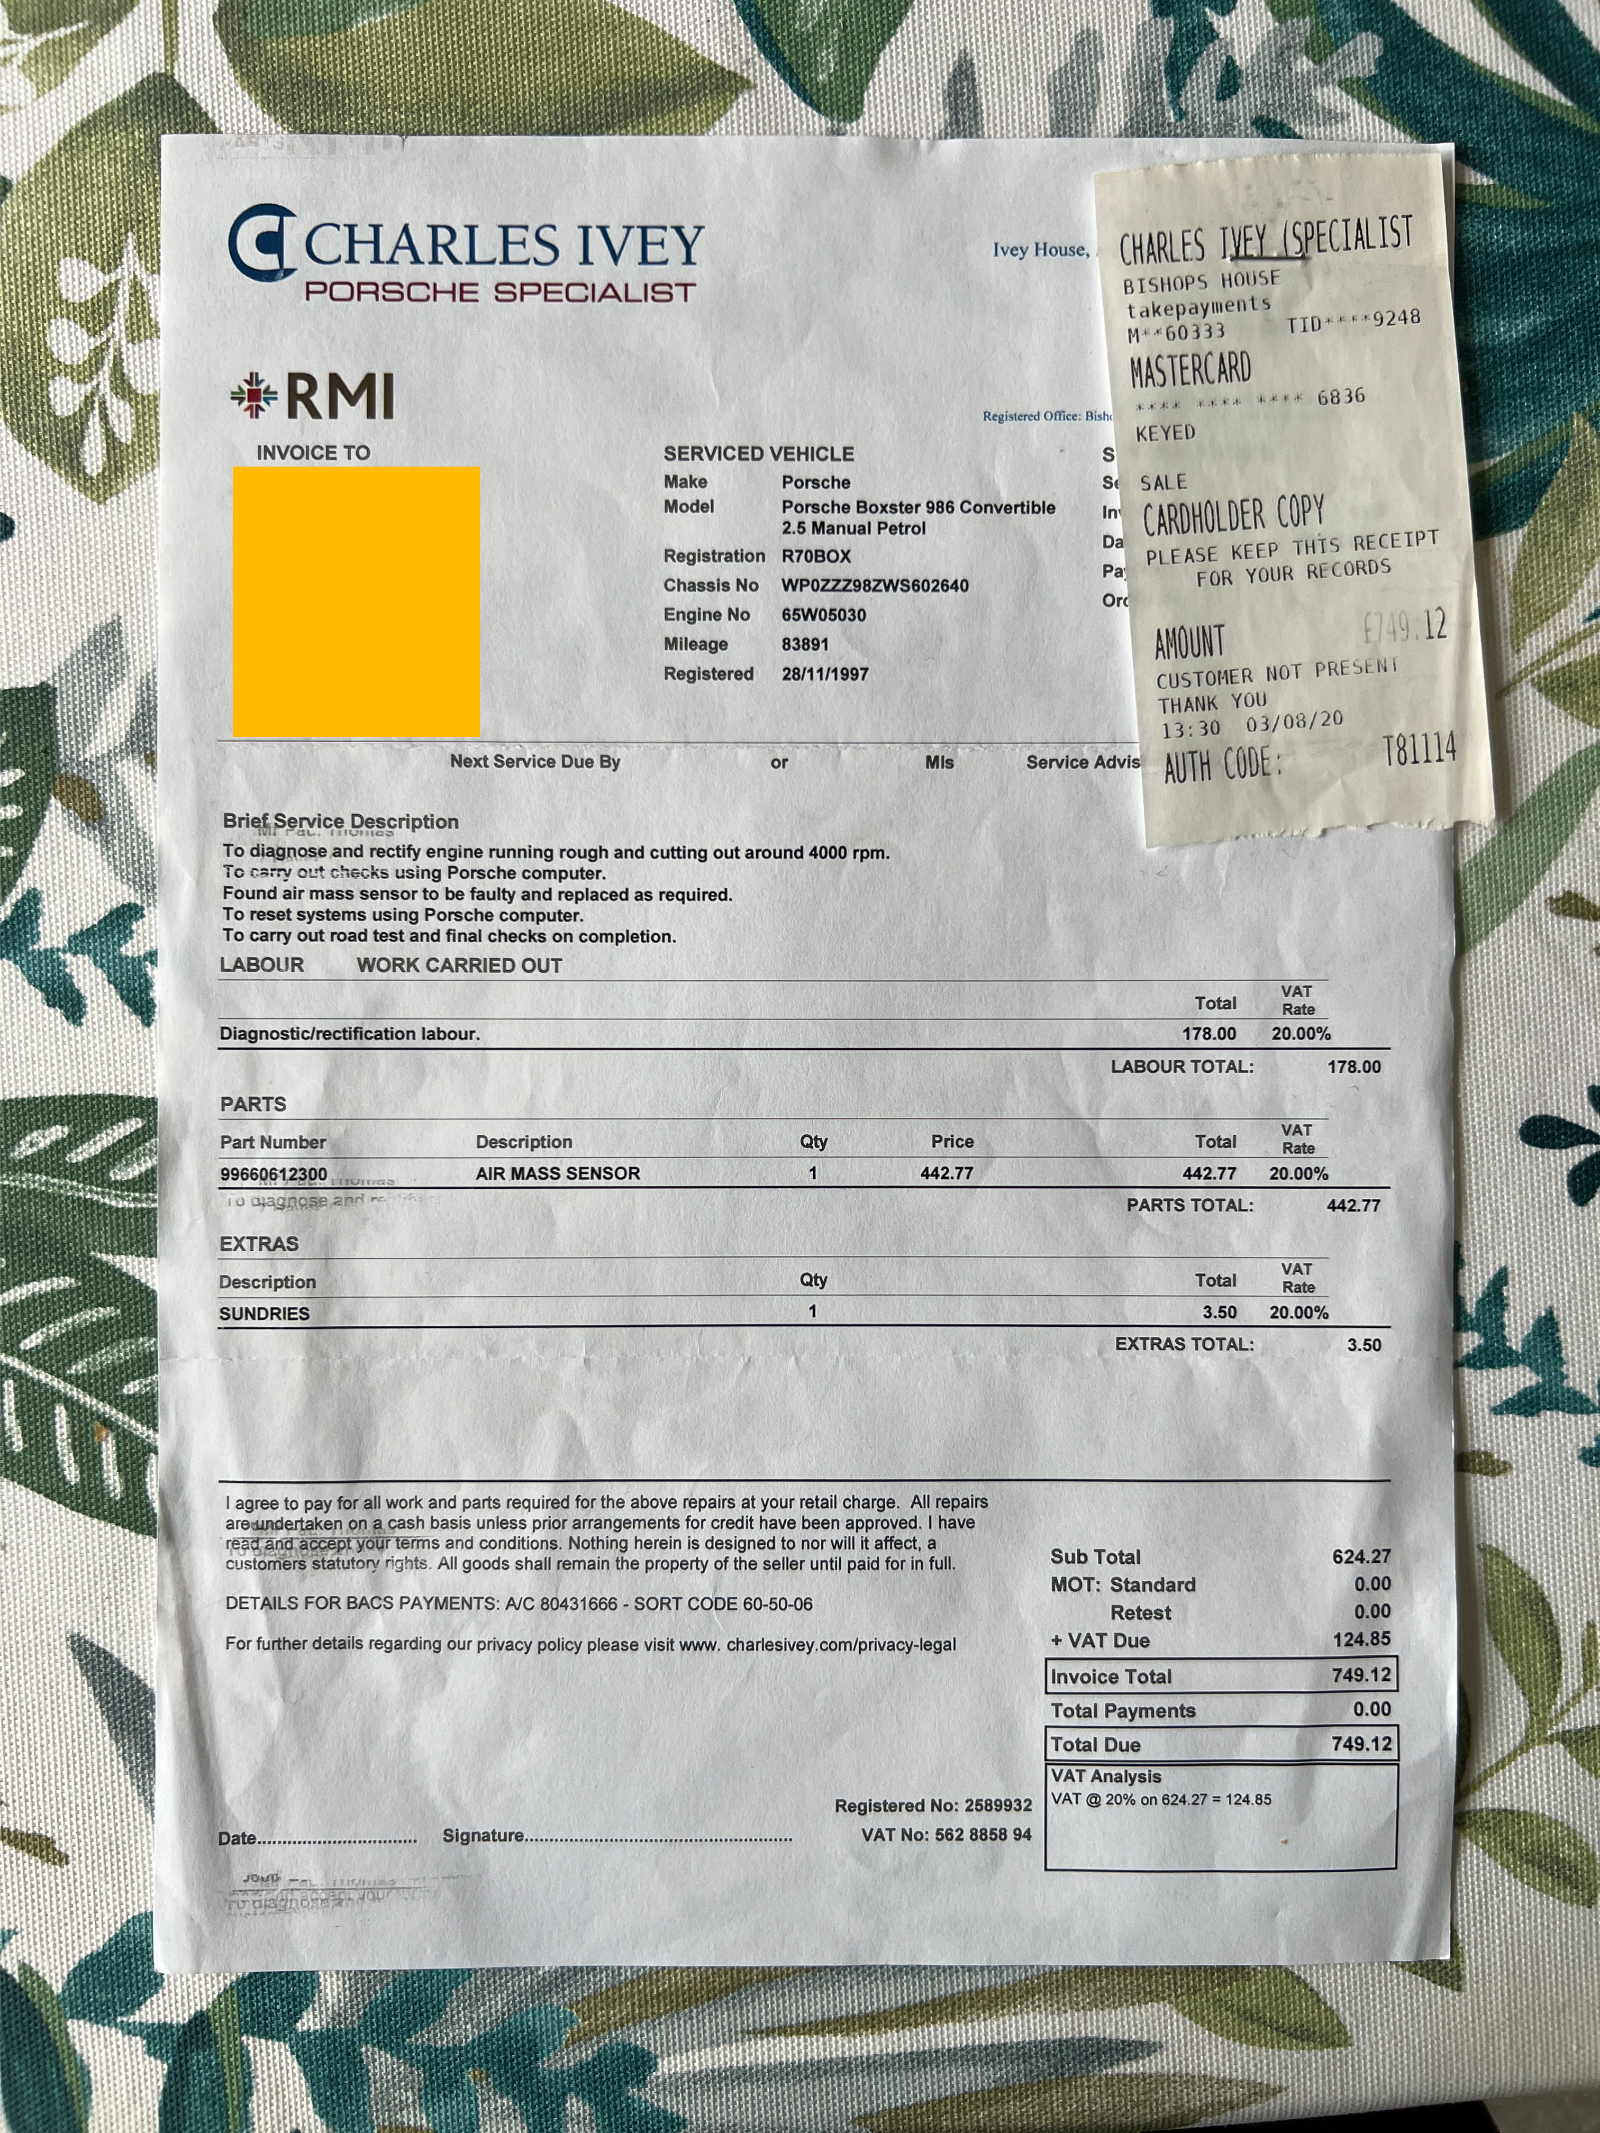 CHARLES IVEY
PORSCHE SPECIALIST
Ivey House,
RMI
Registered Office:
INVOICE TO
SERVICED VEHICLE
Make Porsche
Model Porsche Boxster 986 Convertible
2.5 Manual Petrol
Registration R70BOX
Chassis No WP0ZZZ98ZWS602640
Engine No 65W05030
Mileage 83891
Registered 28/11/1997
CHARLES IVEY (SPECIALIST
BISHOPS HOUSE
takepayments
M**60333 TID****9248
MASTERCARD
**** **** **** 6836
KEYED
SALE
CARDHOLDER COPY
PLEASE KEEP THIS RECEIPT
FOR YOUR RECORDS
AMOUNT £749.12
CUSTOMER NOT PRESENT
THANK YOU
13:30 03/08/20
AUTH CODE: T81114
Next Service Due By or Mls Service
Brief Service Description
To diagnose and rectify engine running rough and cutting out around 4000 rpm.
To carry out checks using Porsche computer.
Found air mass sensor to be faulty and replaced as required.
To reset systems using Porsche computer.
To carry out road test and final checks on completion.
LABOUR WORK CARRIED OUT
Total VAT Rate
Diagnostic/rectification labour. 178.00 20.00%
LABOUR TOTAL: 178.00
PARTS
Part Number Description Qty Price Total VAT Rate
99660612300 AIR MASS SENSOR 1 442.77 442.77 20.00%
PARTS TOTAL: 442.77
EXTRAS
Description Qty Total VAT Rate
SUNDRIES 1 3.50 20.00%
EXTRAS TOTAL: 3.50
I agree to pay for all work and parts required for the above repairs at your retail charge. All repairs
are undertaken on a cash basis unless prior arrangements for credit have been approved. I have
read and accept your terms and conditions. Nothing herein is designed to nor will it affect, a
customers statutory rights. All goods shall remain the property of the seller until paid for in full.
DETAILS FOR BACS PAYMENTS: A/C 80431666 - SORT CODE 60-50-06
For further details regarding our privacy policy please visit www. charlesivey.com/privacy-legal
Sub Total 624.27
MOT: Standard 0.00
Retest 0.00
+ VAT Due 124.85
Invoice Total 749.12
Total Payments 0.00
Total Due 749.12
VAT Analysis
VAT @ 20% on 624.27 = 124.85
Registered No: 2589932
VAT No: 562 8858 94
Date............................... Signature...................................................